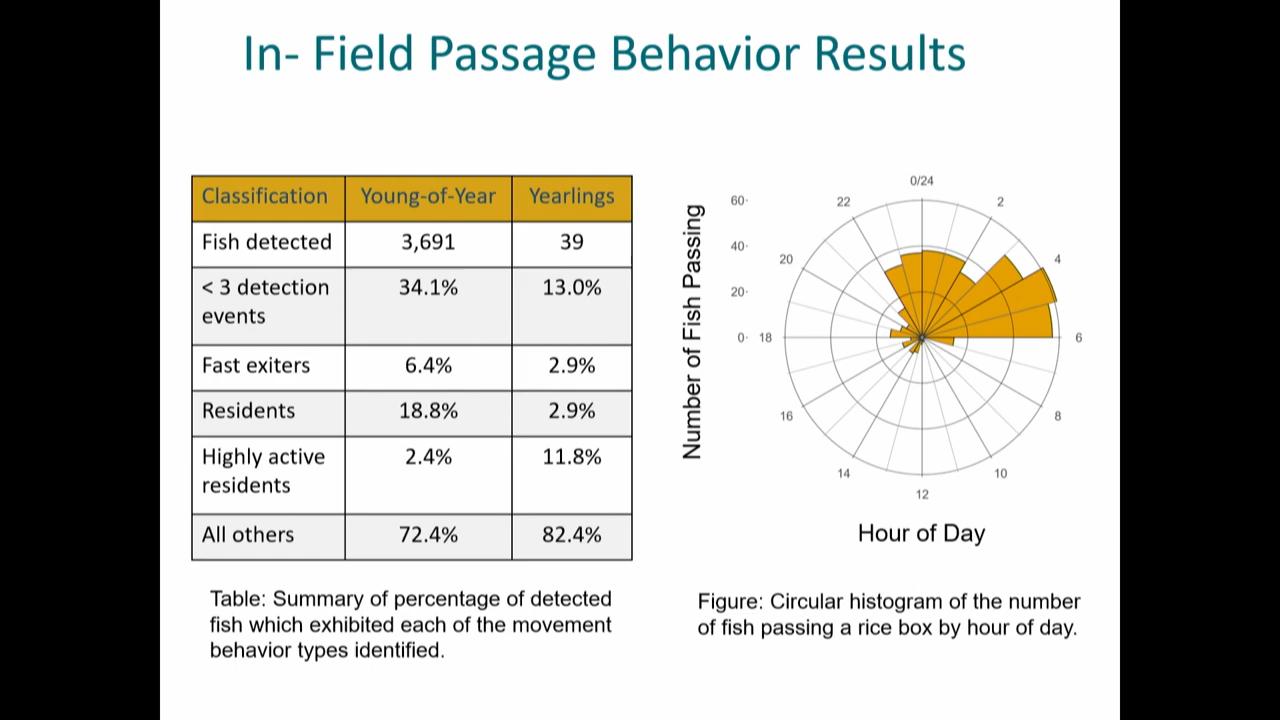 In- Field Passage Behavior Results
Classification Young-of-Year Yearlings
Fish detected 3,691 39
< 3 detection events 34.1% 13.0%
Fast exiters 6.4% 2.9%
Residents 18.8% 2.9%
Highly active residents 2.4% 11.8%
All others 72.4% 82.4%
Table: Summary of percentage of detected
fish which exhibited each of the movement
behavior types identified.
Number of Fish Passing
60
40
20
0
0/24
2
4
6
8
10
12
14
16
18
20
22
Hour of Day
Figure: Circular histogram of the number
of fish passing a rice box by hour of day.